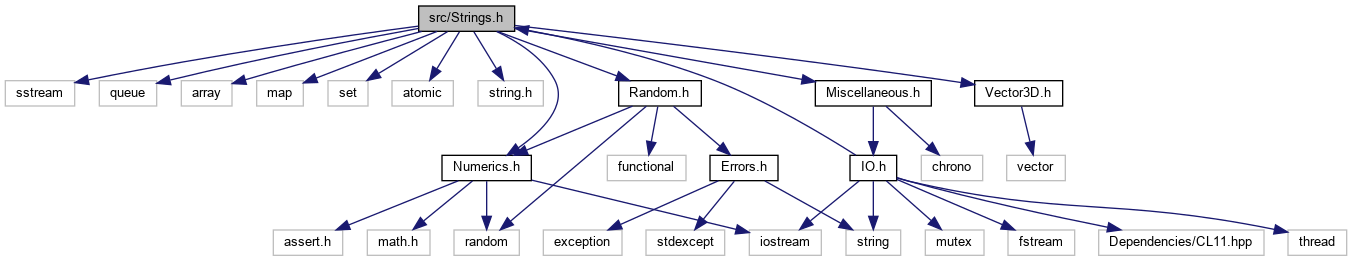 src/Strings.h
sstream
queue
array
map
set
atomic
string.h
Random.h
Miscellaneous.h
Vector3D.h
Numerics.h
functional
Errors.h
IO.h
chrono
vector
assert.h
math.h
random
exception
stdexcept
iostream
string
mutex
fstream
Dependencies/CL11.hpp
thread